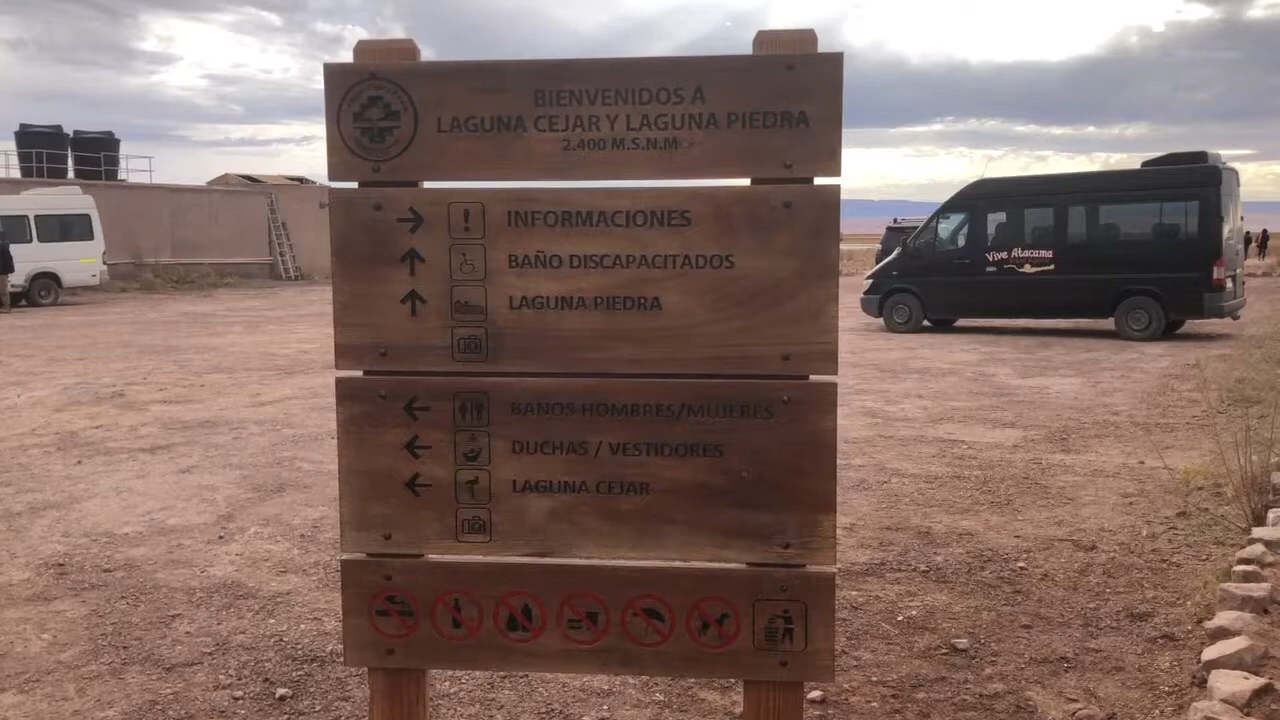 BIENVENIDOS A
LAGUNA CEJAR Y LAGUNA PIEDRA
2.400 M.S.N.M
INFORMACIONES
BAÑO DISCAPACITADOS
LAGUNA PIEDRA
BAÑOS HOMBRES/MUJERES
DUCHAS / VESTIDORES
LAGUNA CEJAR
Vive Atacama